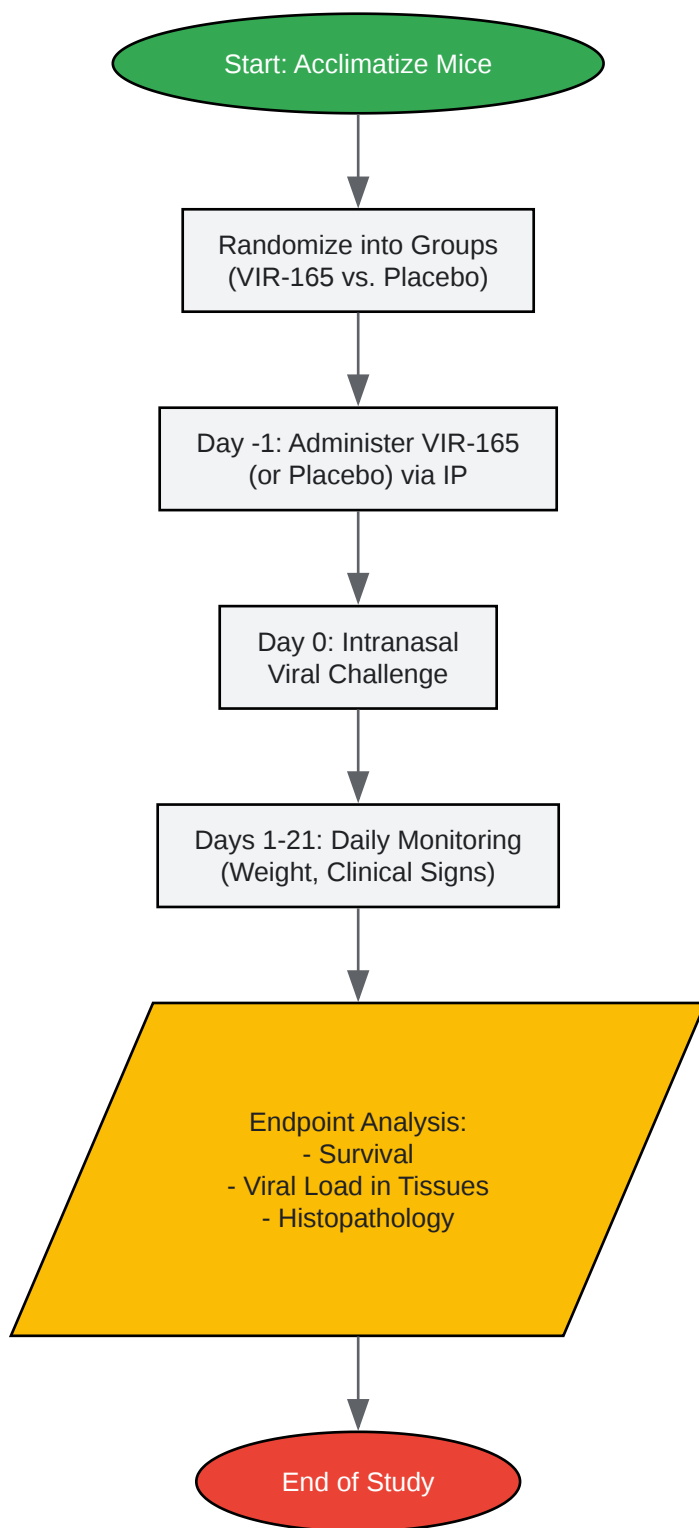 Start: Acclimatize Mice
Randomize into Groups
(VIR-165 vs. Placebo)
Day -1: Administer VIR-165
(or Placebo) via IP
Day 0: Intranasal
Viral Challenge
Days 1-21: Daily Monitoring
(Weight, Clinical Signs)
Endpoint Analysis:
- Survival
- Viral Load in Tissues
- Histopathology
End of Study